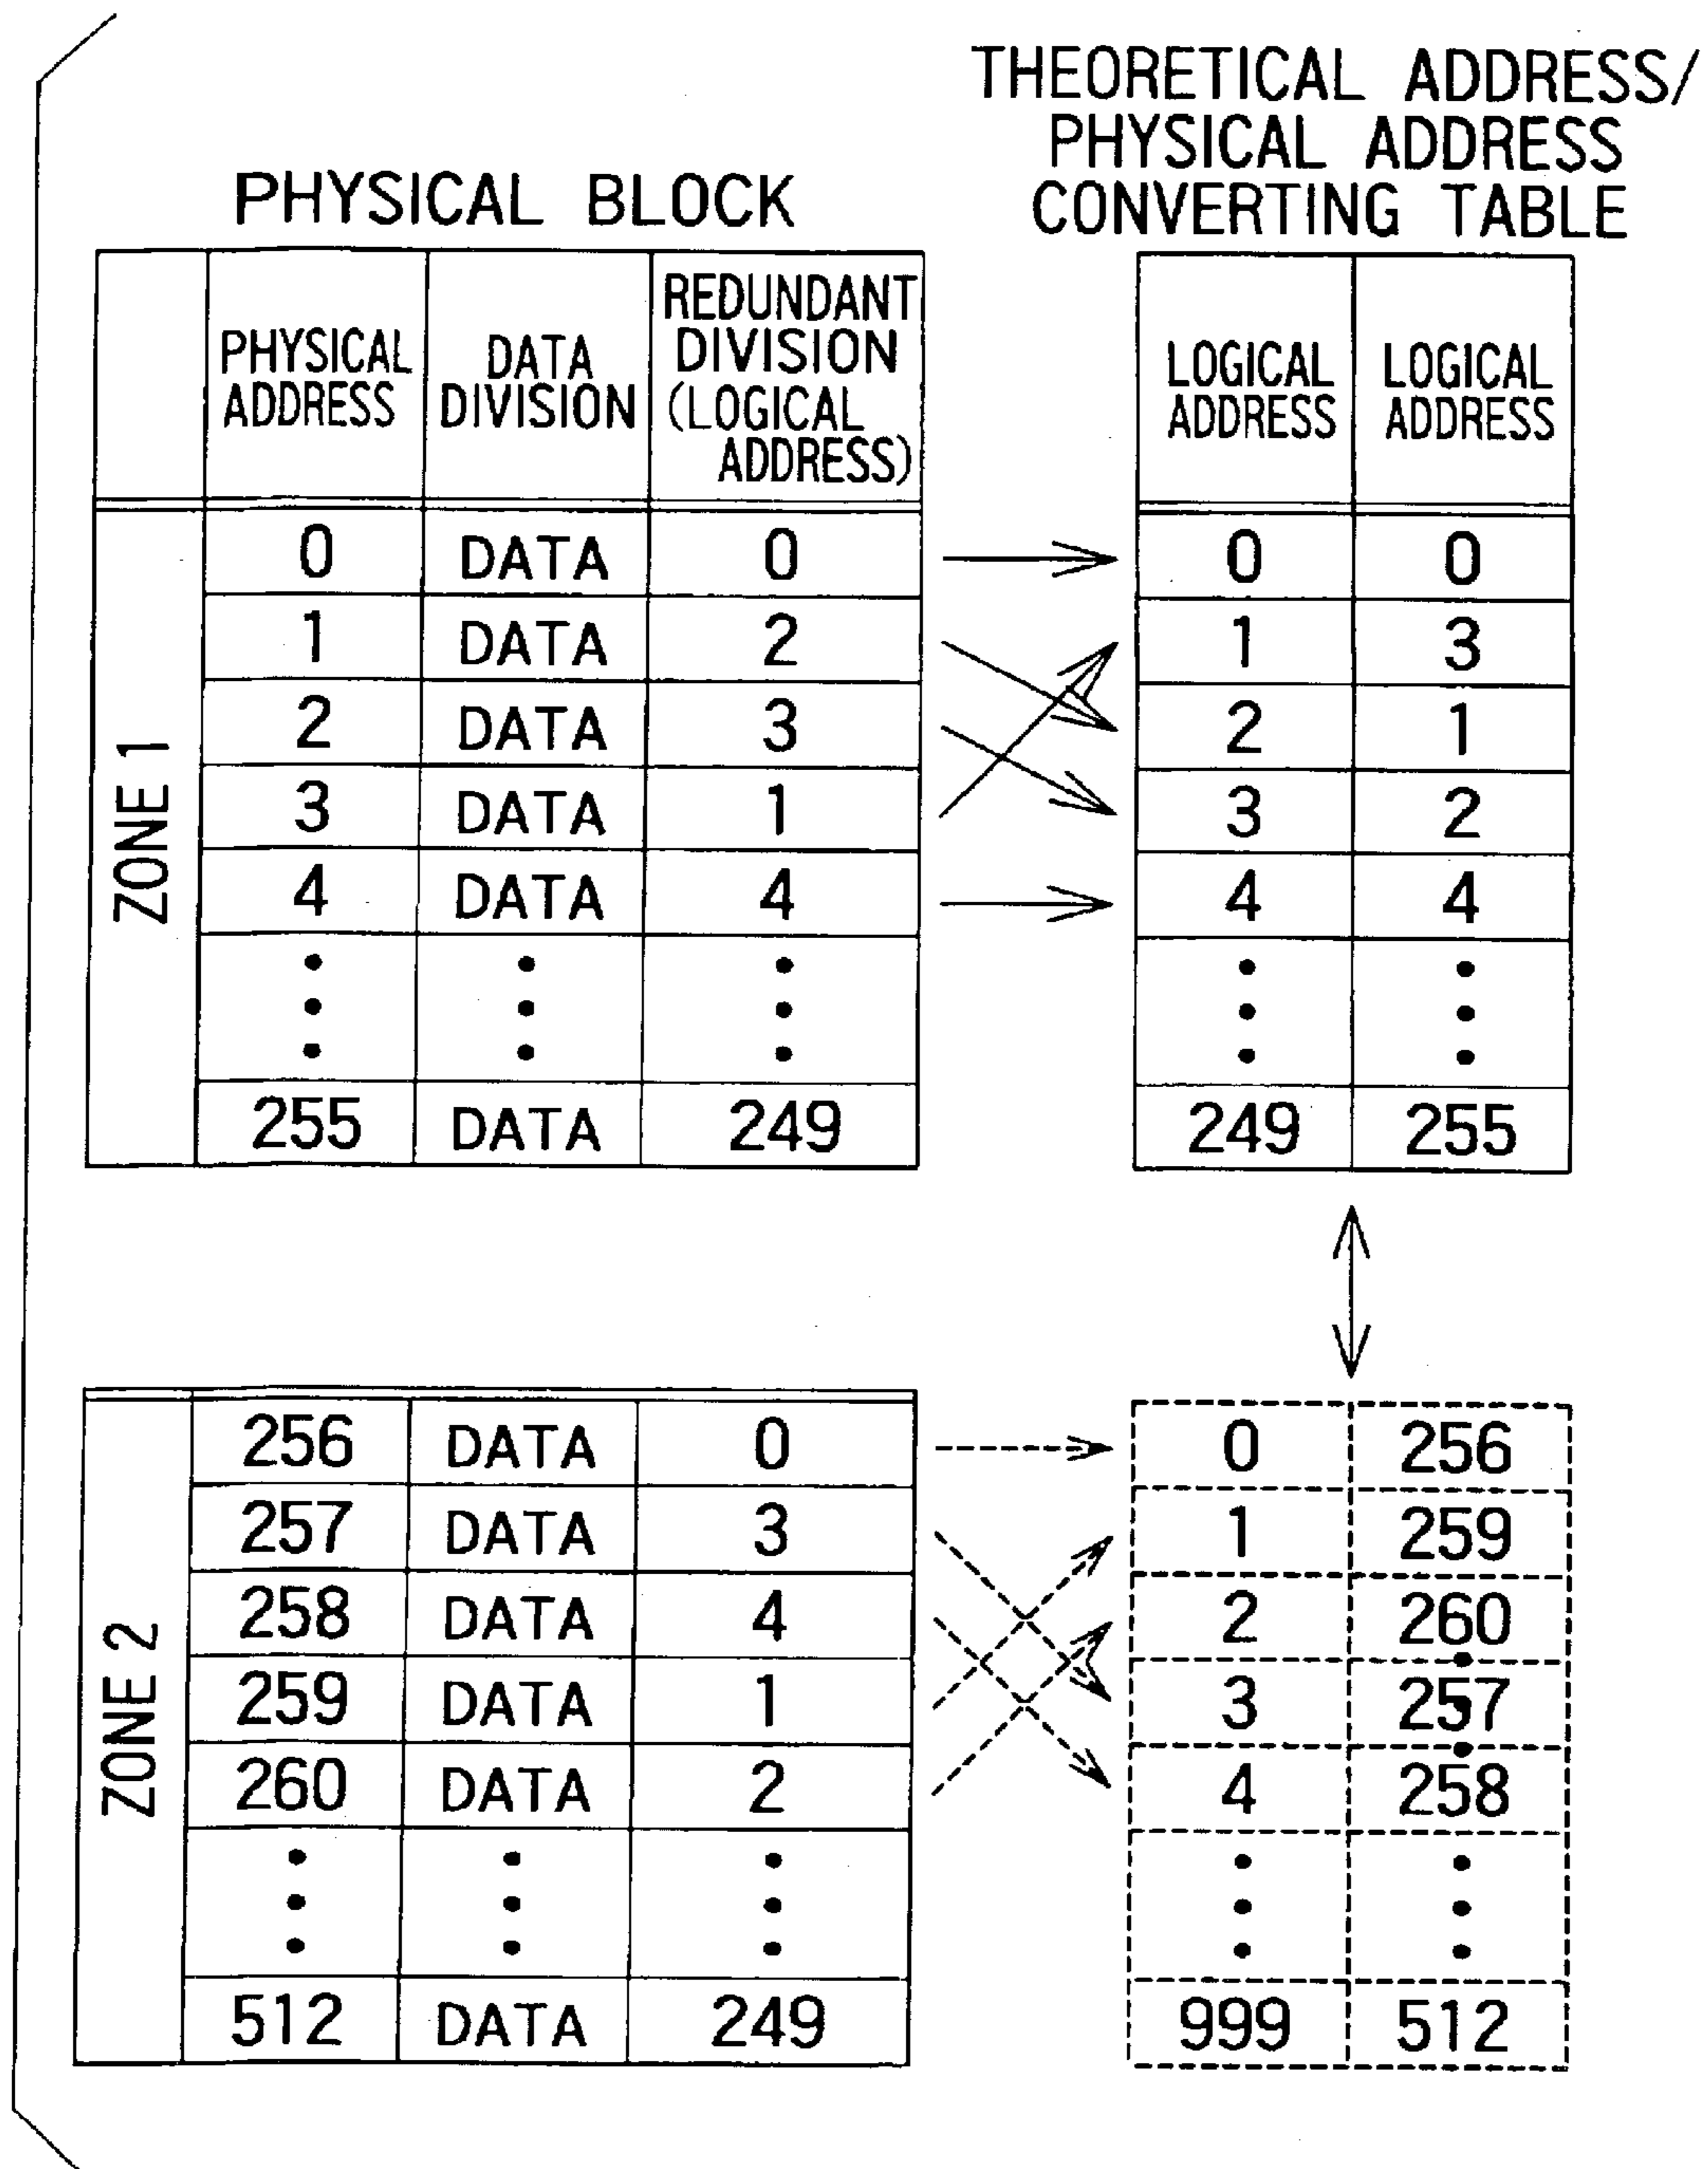 THEORETICAL ADDRESS/
PHYSICAL ADDRESS
CONVERTING TABLE
PHYSICAL BLOCK
PHYSICAL ADDRESS DATA DIVISION REDUNDANT DIVISION (LOGICAL ADDRESS)
LOGICAL ADDRESS LOGICAL ADDRESS
ZONE 1
0 DATA 0 0 0
1 DATA 2 1 3
2 DATA 3 2 1
3 DATA 1 3 2
4 DATA 4 4 4
255 DATA 249 249 255
ZONE 2
256 DATA 0 0 256
257 DATA 3 1 259
258 DATA 4 2 260
259 DATA 1 3 257
260 DATA 2 4 258
512 DATA 249 999 512